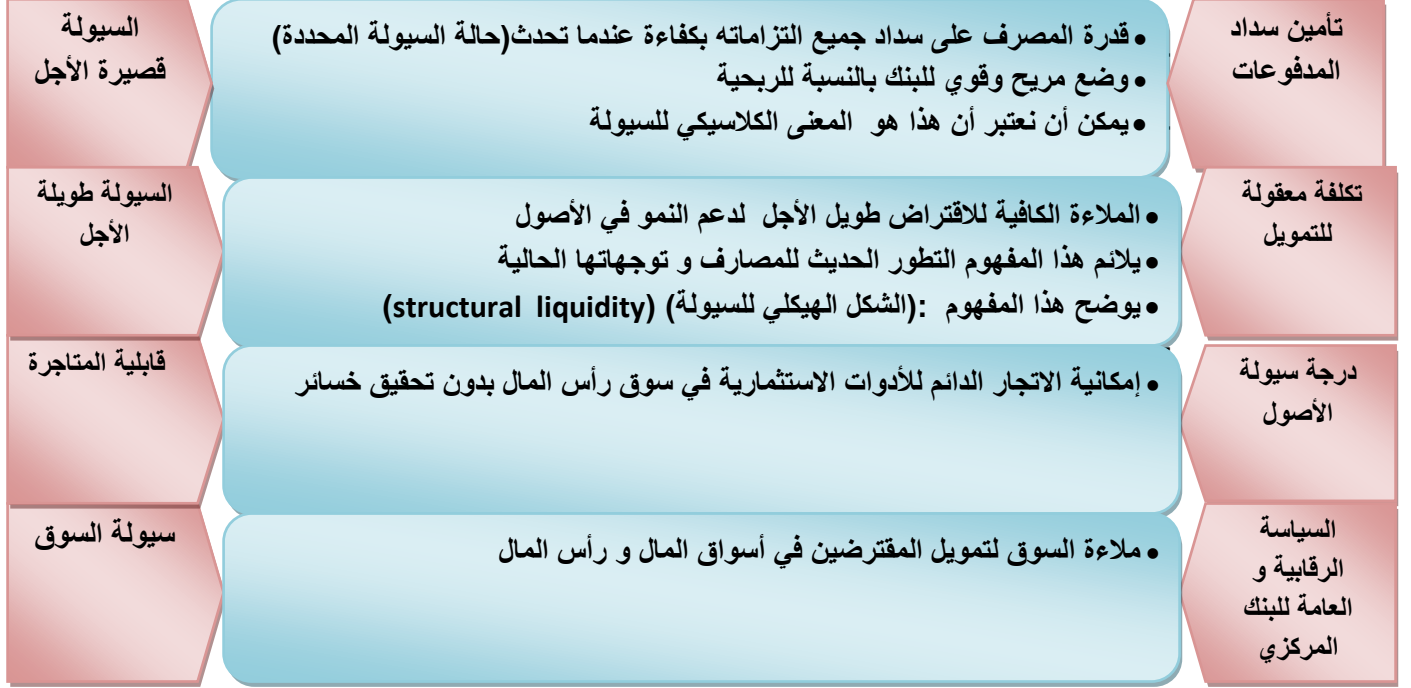 تأمين سداد
المدفوعات
• قدرة المصرف على سداد جميع التزاماته بكفاءة عندما تحدث(حالة السيولة المحددة)
• وضع مريح وقوي للبنك بالنسبة للربحية
• يمكن أن نعتبر أن هذا هو المعنى الكلاسيكي للسيولة
السيولة
قصيرة الأجل
تكلفة معقولة
للتمويل
• الملاءة الكافية للاقتراض طويل الأجل لدعم النمو في الأصول
• يلائم هذا المفهوم التطور الحديث للمصارف و توجهاتها الحالية
• يوضح هذا المفهوم :(الشكل الهيكلي للسيولة) (structural liquidity)
السيولة طويلة
الأجل
درجة سيولة
الأصول
• إمكانية الاتجار الدائم للأدوات الاستثمارية في سوق رأس المال بدون تحقيق خسائر
قابلية المتاجرة
السياسة
الرقابية و
العامة للبنك
المركزي
• ملاءة السوق لتمويل المقترضين في أسواق المال و رأس المال
سيولة السوق